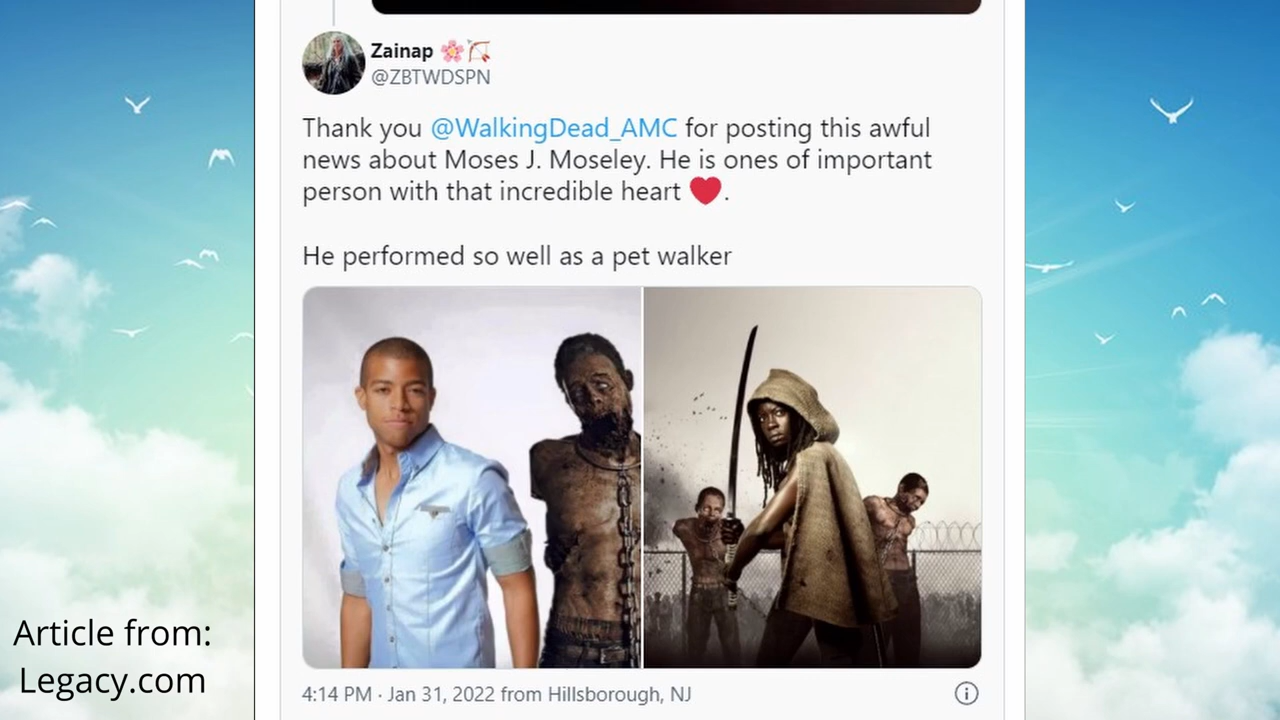 Zainap 🌸🏹
@ZBTWDSPN
Thank you @WalkingDead_AMC for posting this awful
news about Moses J. Moseley. He is ones of important
person with that incredible heart ❤️.
He performed so well as a pet walker
4:14 PM · Jan 31, 2022 from Hillsborough, NJ
Article from:
Legacy.com